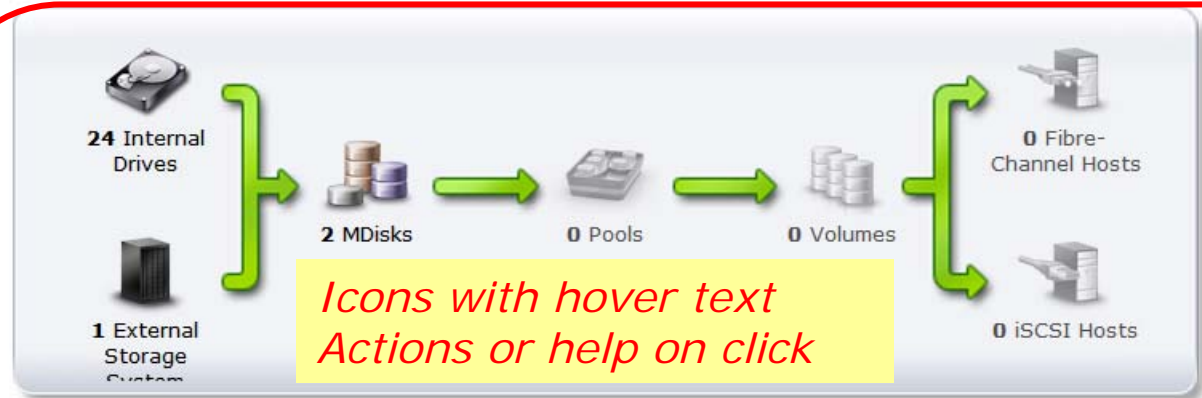 24 Internal
Drives
1 External
Storage
System
2 MDisks
0 Pools
0 Volumes
0 Fibre-
Channel Hosts
0 iSCSI Hosts
Icons with hover text
Actions or help on click